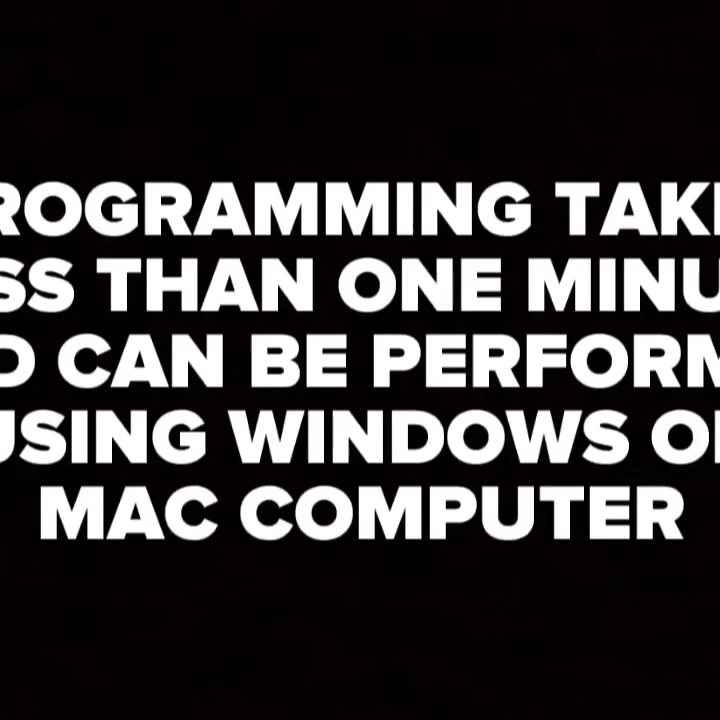 ROGRAMMING TAK
SS THAN ONE MINU
D CAN BE PERFORM
USING WINDOWS O
MAC COMPUTER